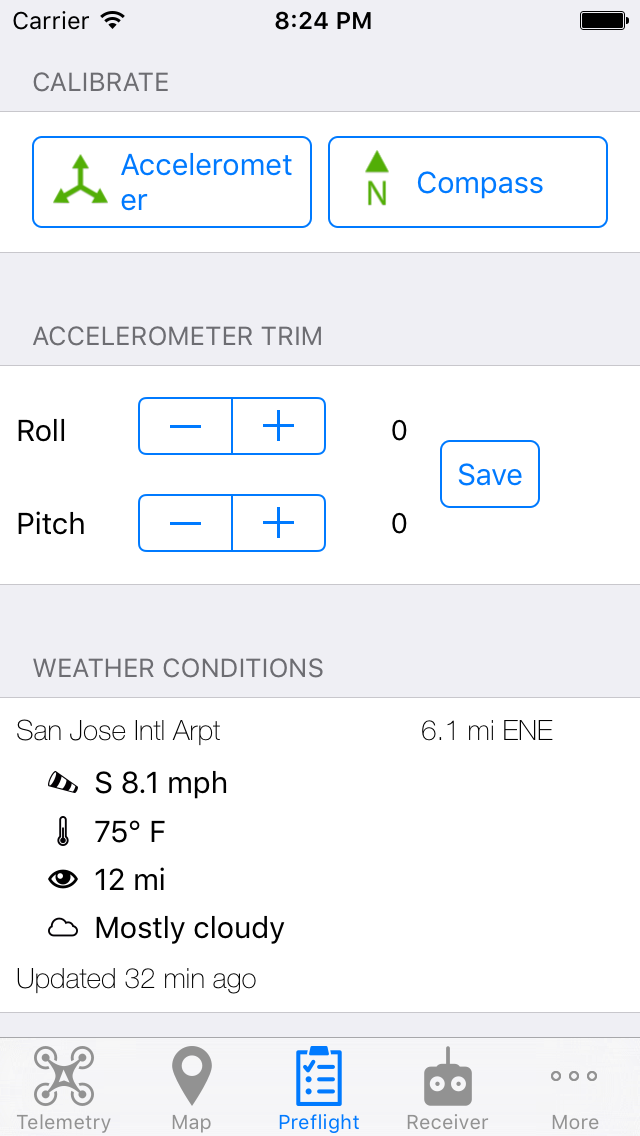 Carrier 8:24 PM
CALIBRATE
Acceleromet
er
N Compass
ACCELEROMETER TRIM
Roll 0
Save
Pitch 0
WEATHER CONDITIONS
San Jose Intl Arpt 6.1 mi ENE
S 8.1 mph
75° F
12 mi
Mostly cloudy
Updated 32 min ago
Telemetry Map Preflight Receiver More